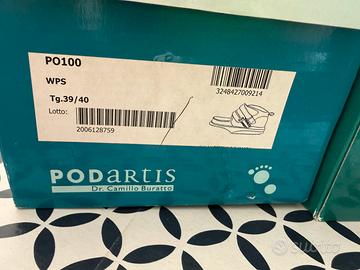 PO100
WPS
Tg.39/40
Lotto:
2006128759
3248427009214
PODARTIS
Dr. Camillo Buratto
subito